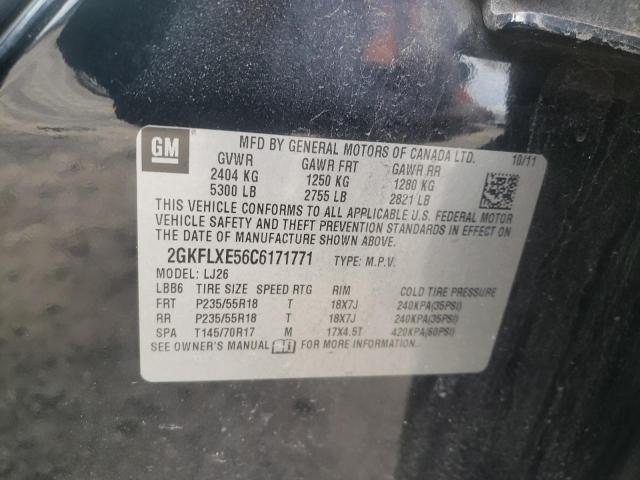 GM
MFD BY GENERAL MOTORS OF CANADA LTD. 10/11
GVWR GAWR FRT GAWR RR
2404 KG 1250 KG 1280 KG
5300 LB 2755 LB 2821 LB
THIS VEHICLE CONFORMS TO ALL APPLICABLE U.S. FEDERAL MOTOR
VEHICLE SAFETY AND THEFT PREVENTION STANDARDS IN EFFECT ON
THE DATE OF MANUFACTURE SHOWN ABOVE.
2GKFLXE56C6171771 TYPE: M.P.V.
MODEL: LJ26
LBB6 TIRE SIZE SPEED RTG RIM COLD TIRE PRESSURE
FRT P235/55R18 T 18X7J 240KPA(35PSI)
RR P235/55R18 T 18X7J 240KPA(35PSI)
SPA T145/70R17 M 17X4.5T 420KPA(60PSI)
SEE OWNER'S MANUAL FOR MORE INFORMATION.